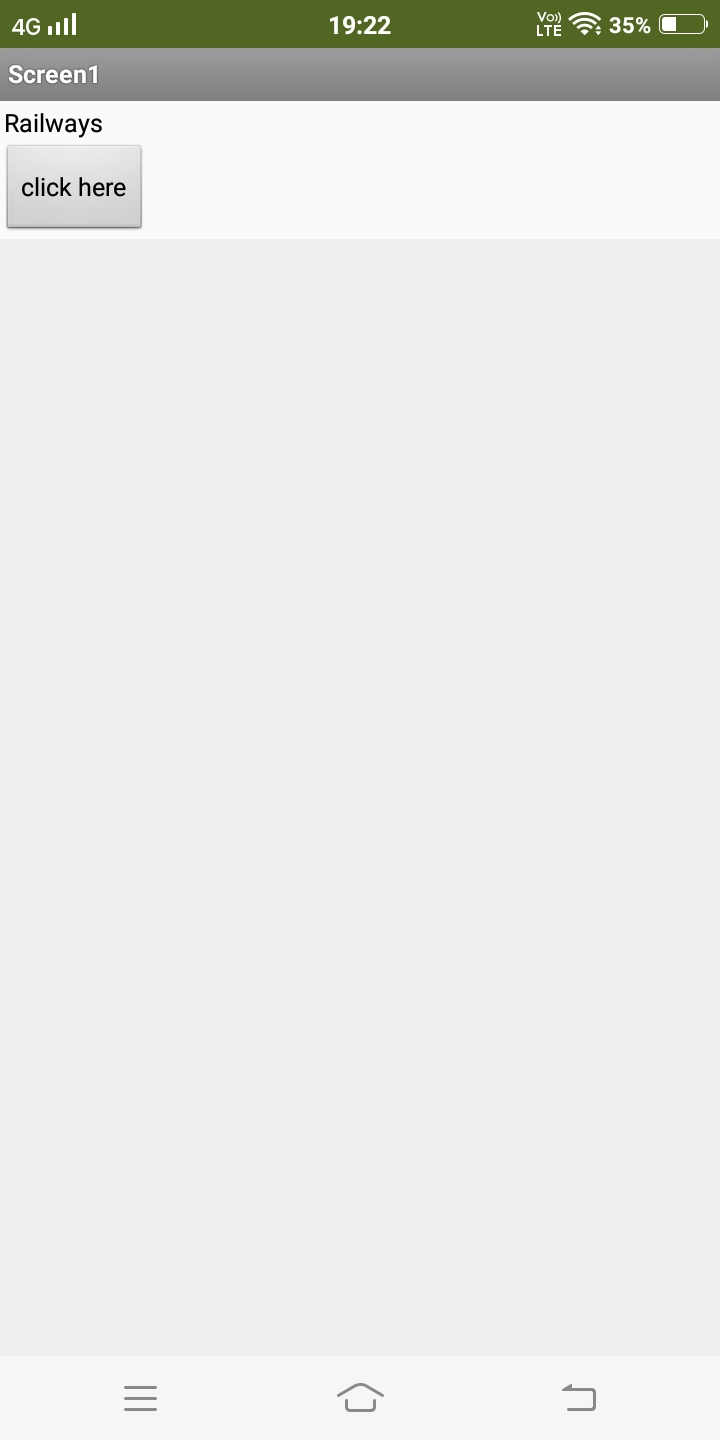 4G 19:22 Vo)) LTE 35%
Screen1
Railways
click here